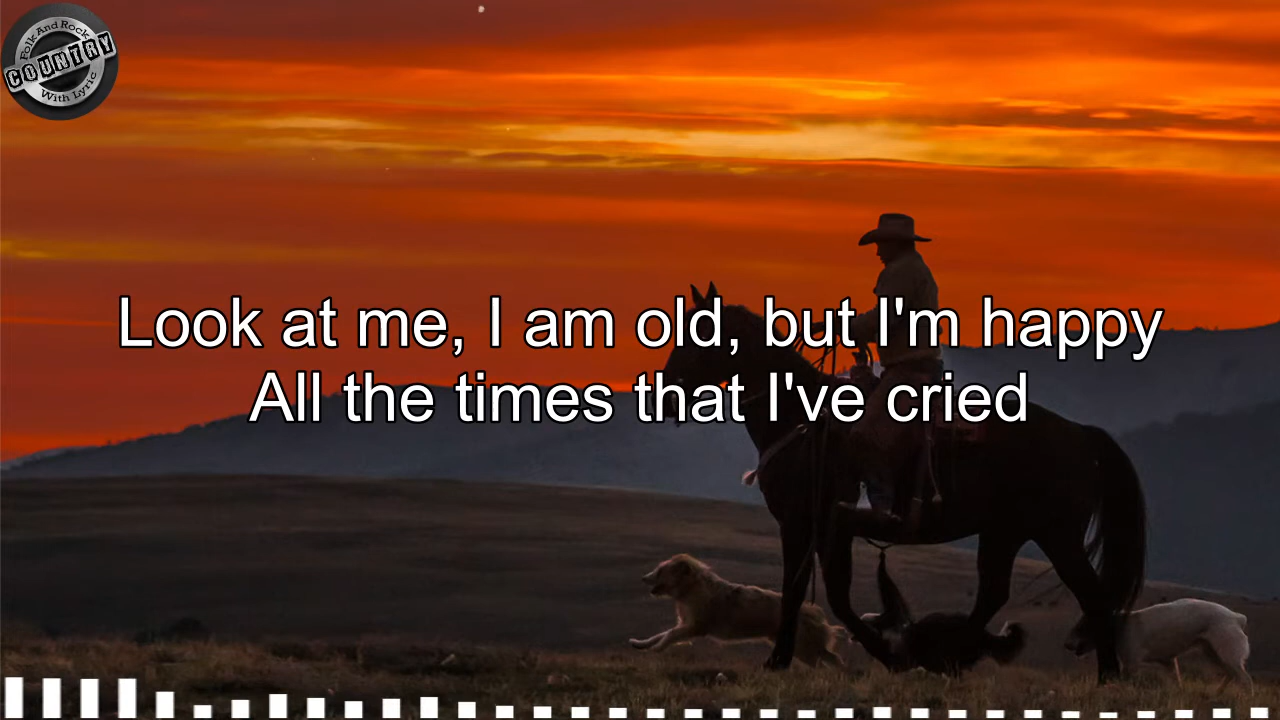 Folk And Rock
COUNTRY
With Lyric
Look at me, I am old, but I'm happy
All the times that I've cried